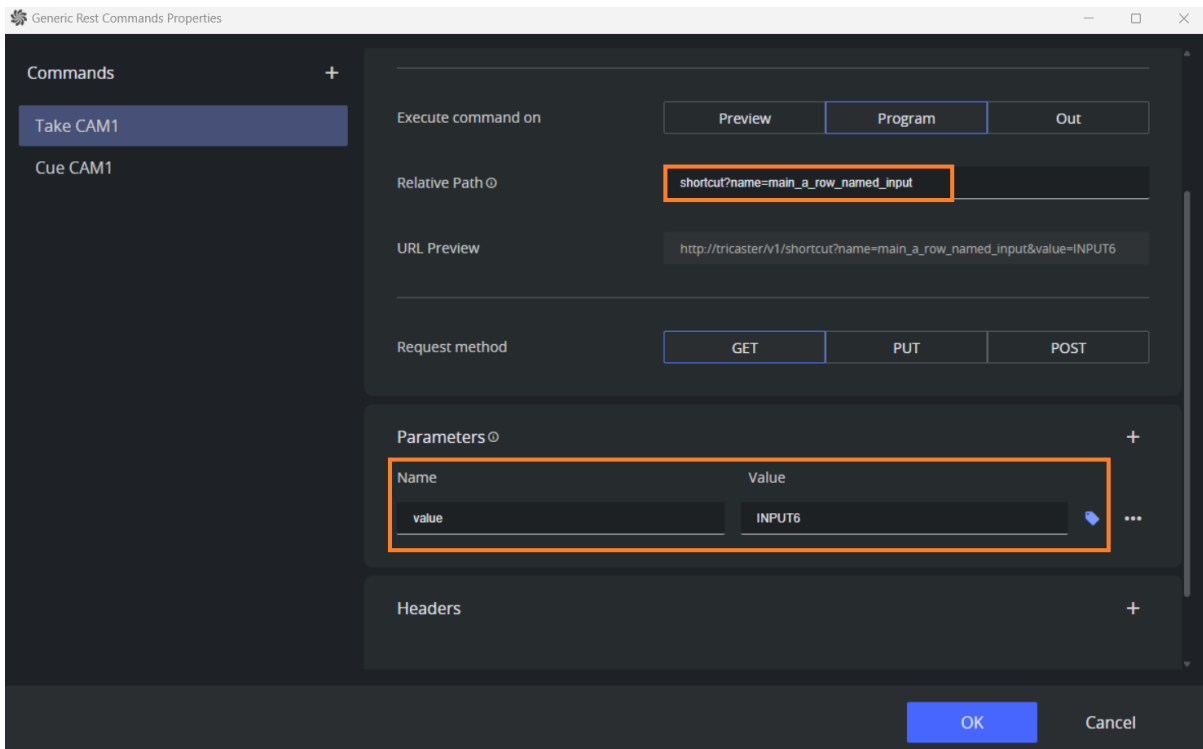 Generic Rest Commands Properties
Commands +
Take CAM1
Cue CAM1
Execute command on
Preview Program Out
Relative Path
shortcut?name=main_a_row_named_input
URL Preview
http://tricaster/v1/shortcut?name=main_a_row_named_input&value=INPUT6
Request method
GET PUT POST
Parameters +
Name Value
value INPUT6
Headers +
OK Cancel